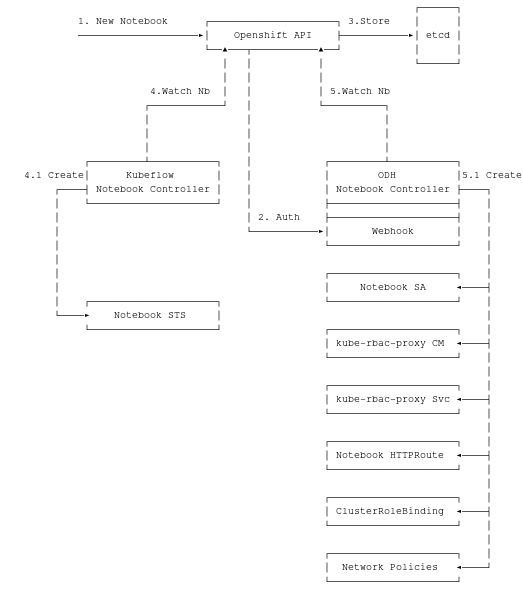 1. New Notebook
Openshift API
3.Store
etcd
4.Watch Nb
5.Watch Nb
4.1 Create
Kubeflow
Notebook Controller
ODH
Notebook Controller
5.1 Create
2. Auth
Webhook
Notebook SA
Notebook STS
kube-rbac-proxy CM
kube-rbac-proxy Svc
Notebook HTTPRoute
ClusterRoleBinding
Network Policies